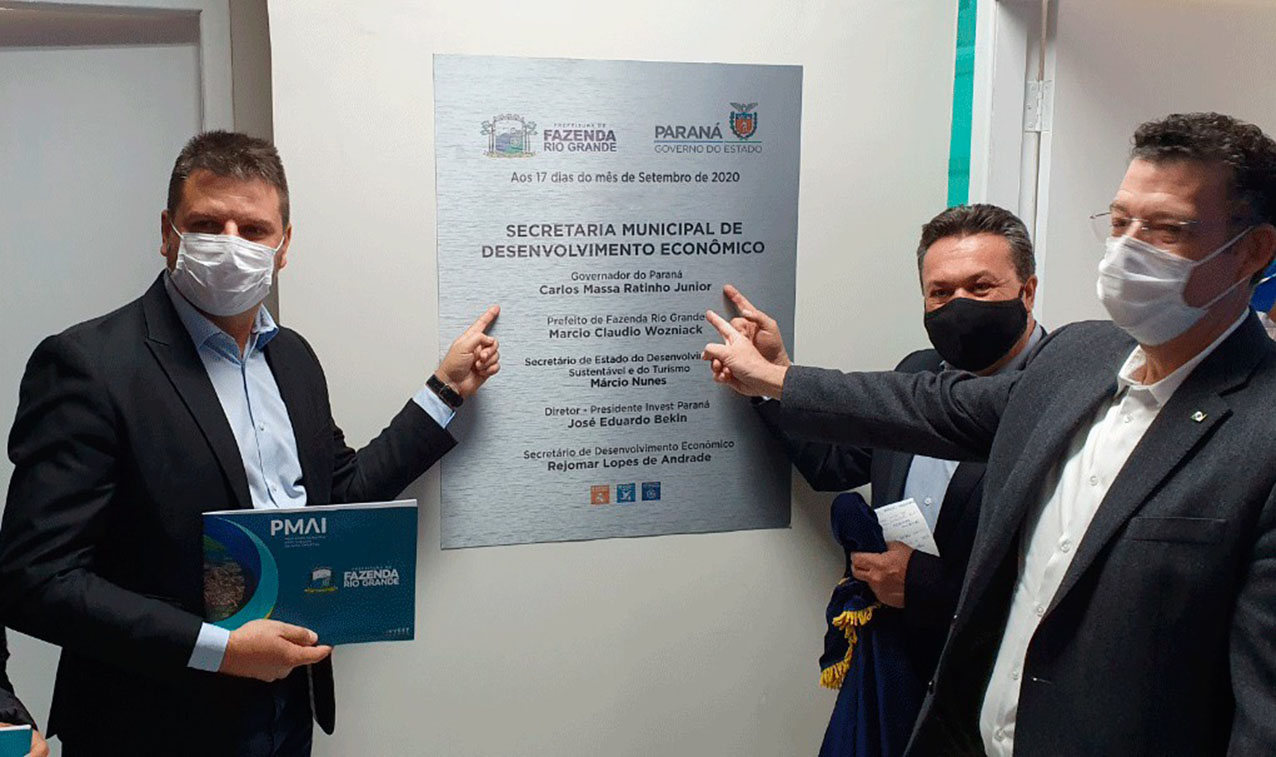 PREFEITURA DE
FAZENDA
RIO GRANDE
PARANÁ
GOVERNO DO ESTADO
Aos 17 dias do mês de Setembro de 2020
SECRETARIA MUNICIPAL DE
DESENVOLVIMENTO ECONÔMICO
Governador do Paraná
Carlos Massa Ratinho Junior
Prefeito de Fazenda Rio Grande
Marcio Claudio Wozniack
Secretário de Estado do Desenvolvim
Sustentável e do Turismo
Márcio Nunes
Diretor - Presidente Invest Paraná
José Eduardo Bekin
Secretário de Desenvolvimento Econômico
Rejomar Lopes de Andrade
PMAI
PREFEITURA DE
FAZENDA
RIO GRANDE
INVEST